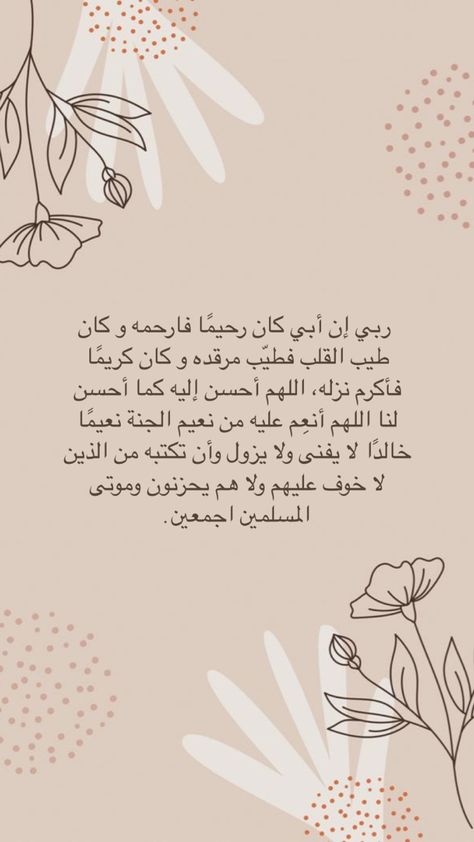 ربي إن أبي كان رحيمًا فارحمه و كان
طيب القلب فطيّب مرقده و كان كريمًا
فأكرم نزله، اللهم أحسن إليه كما أحسن
لنا اللهم أنعِم عليه من نعيم الجنة نعيمًا
خالدًا لا يفنى ولا يزول وأن تكتبه من الذين
لا خوف عليهم ولا هم يحزنون وموتى
المسلمين اجمعين.